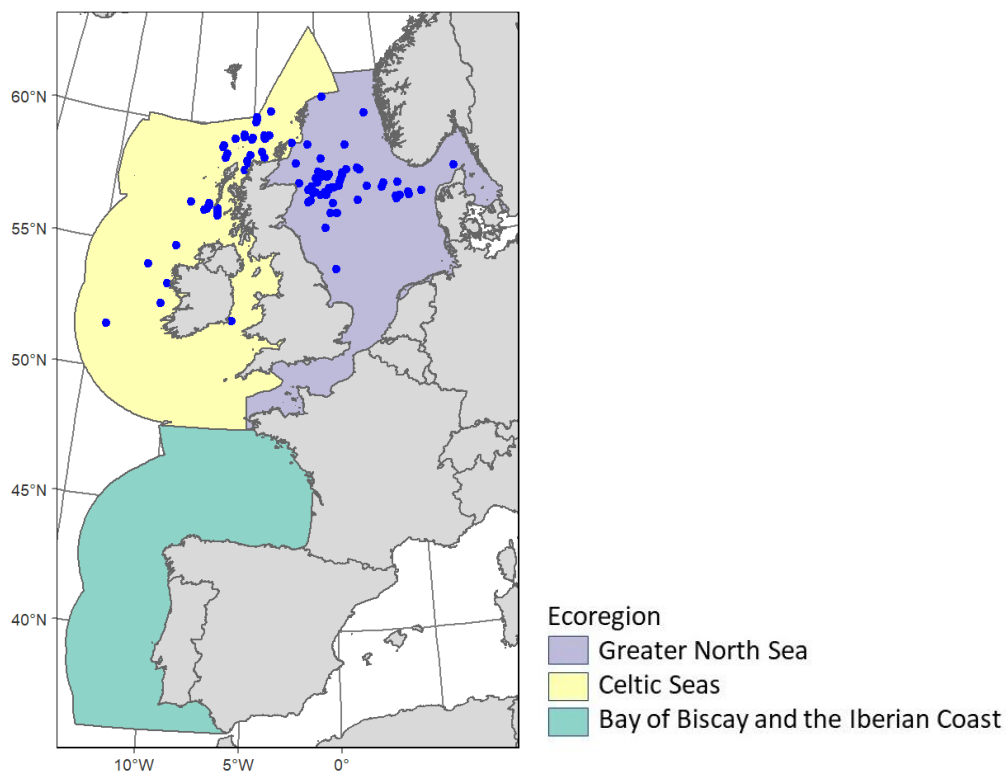 60°N
55°N
50°N
45°N
40°N
10°W
5°W
0°
Ecoregion
Greater North Sea
Celtic Seas
Bay of Biscay and the Iberian Coast